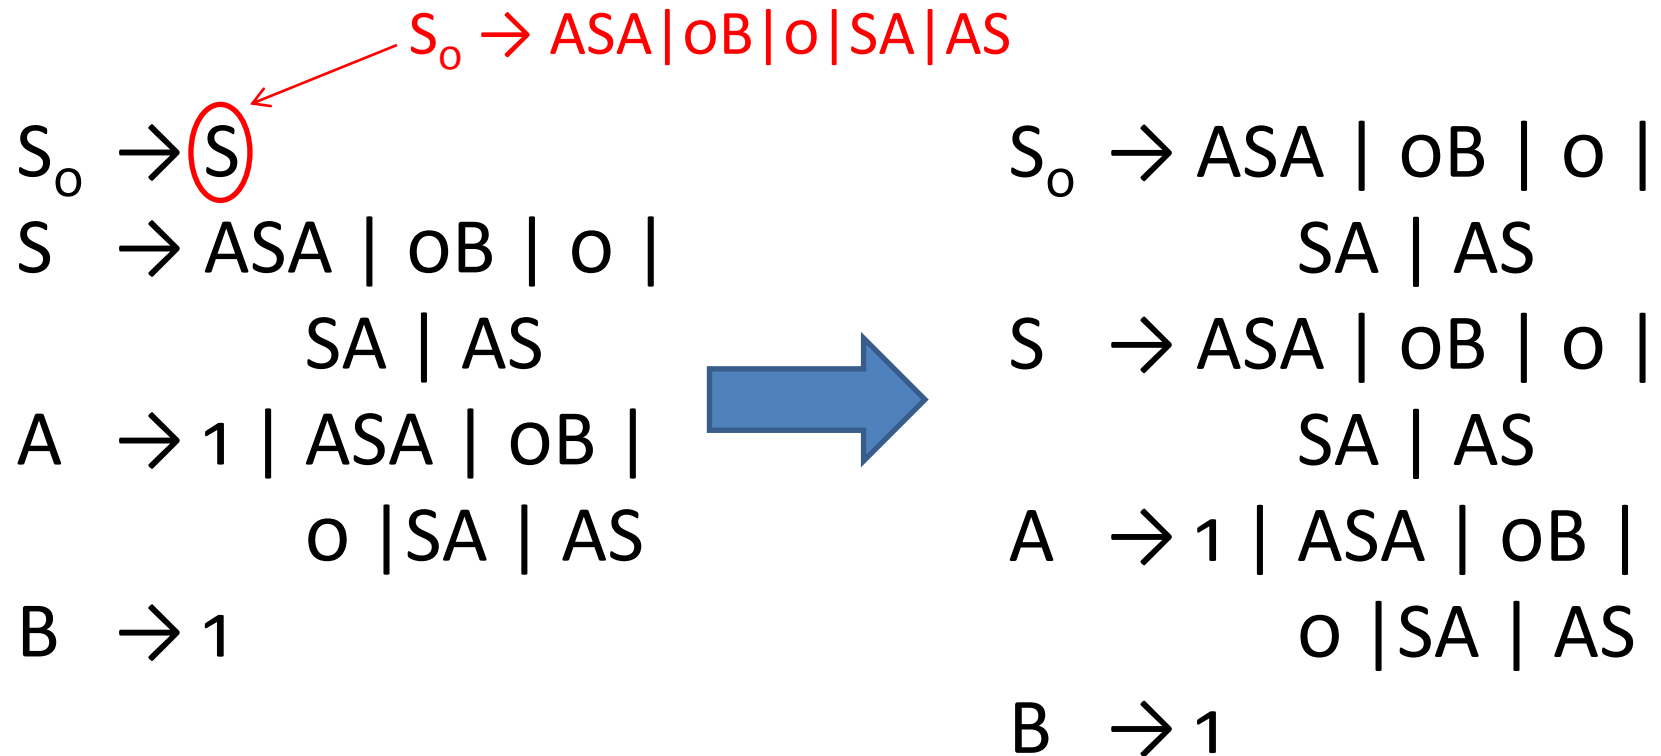 S₀ → ASA|0B|0|SA|AS
S₀ → S
S → ASA | 0B | 0 |
SA | AS
A → 1 | ASA | 0B |
0 |SA | AS
B → 1
S₀ → ASA | 0B | 0 |
SA | AS
S → ASA | 0B | 0 |
SA | AS
A → 1 | ASA | 0B |
0 |SA | AS
B → 1